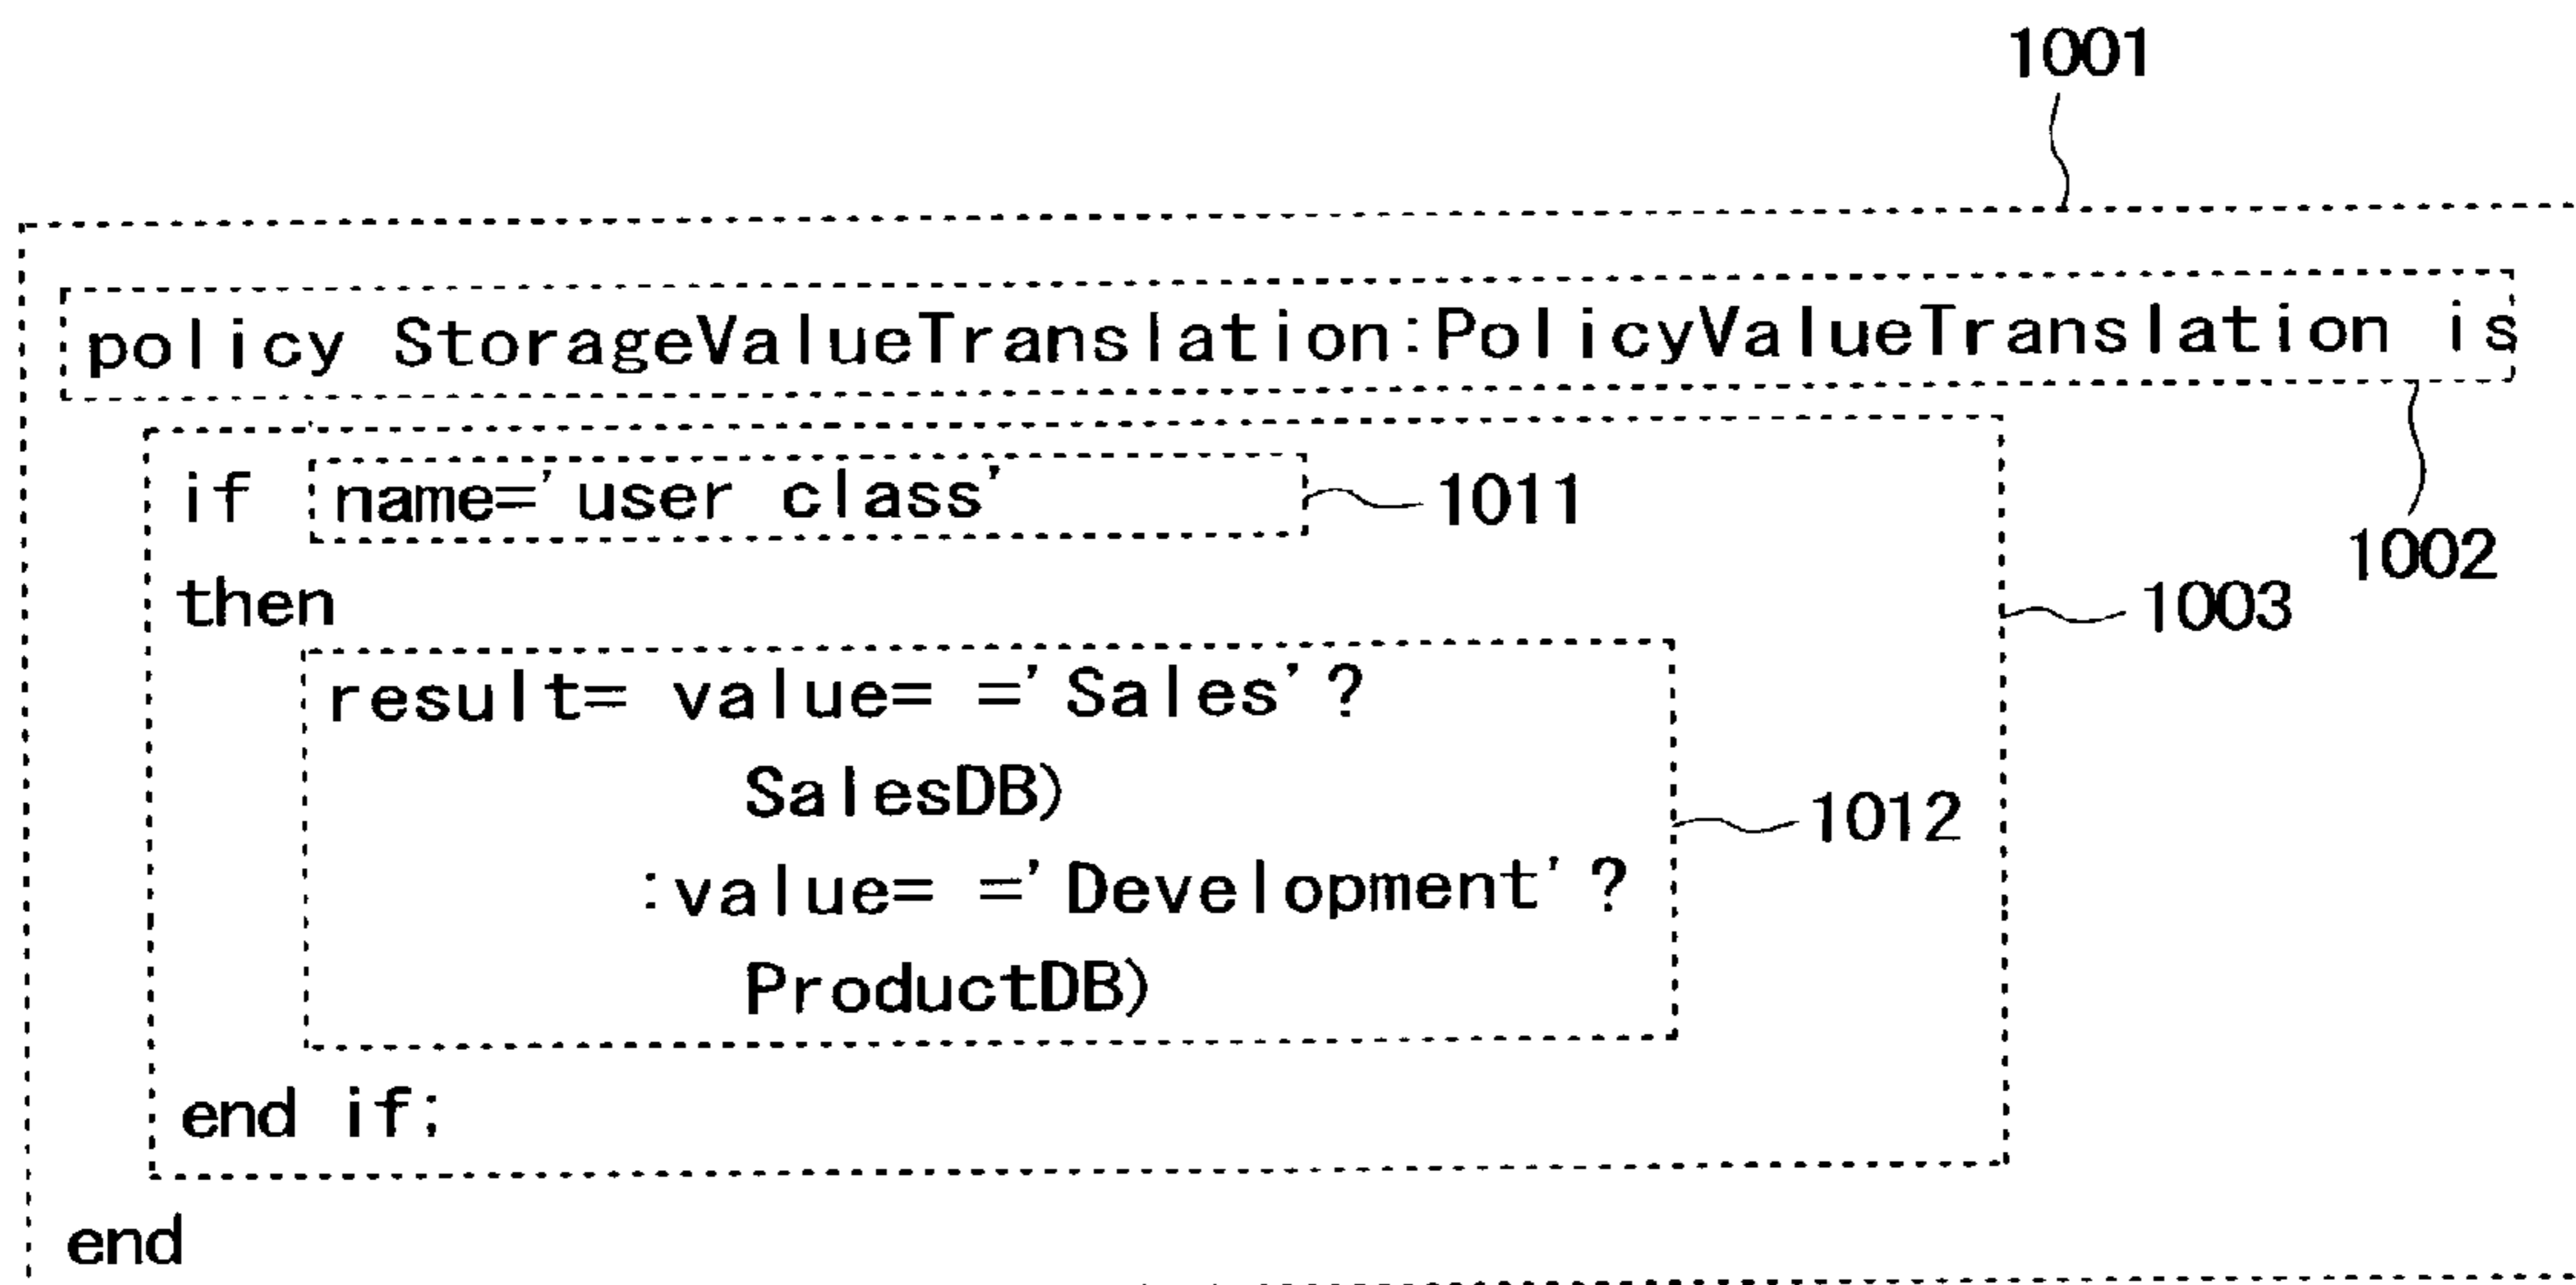 1001
policy StorageValueTranslation:PolicyValueTranslation is
if name='user class' 1011
1002
then 1003
result= value= ='Sales'?
SalesDB)
1012
:value= ='Development'?
ProductDB)
end if;
end